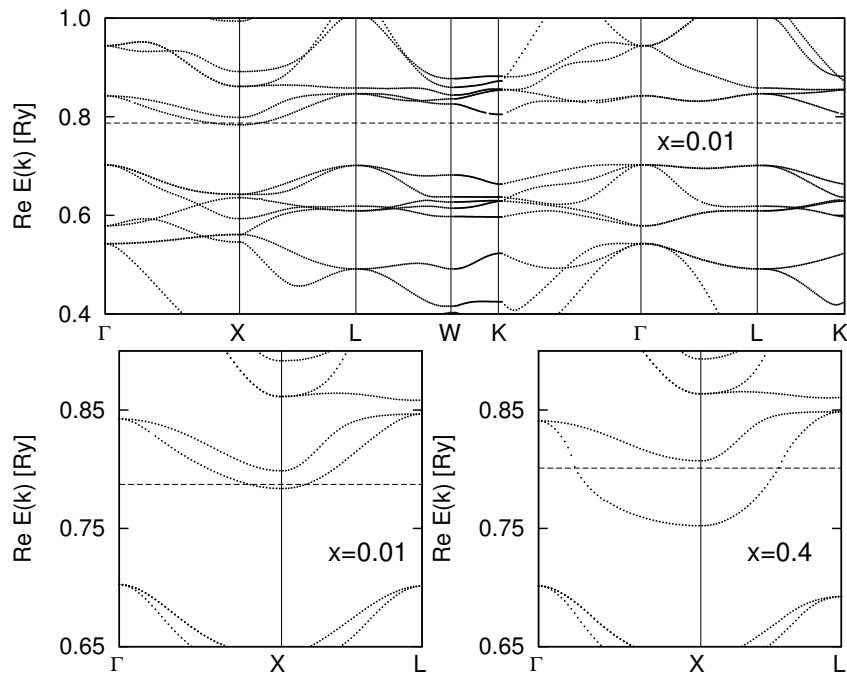 Re E(k) [Ry]
1.0
0.8
0.6
0.4
x=0.01
Γ X L W K Γ L K
Re E(k) [Ry]
0.85
0.75
0.65
x=0.01
Γ X L
Re E(k) [Ry]
0.85
0.75
0.65
x=0.4
Γ X L